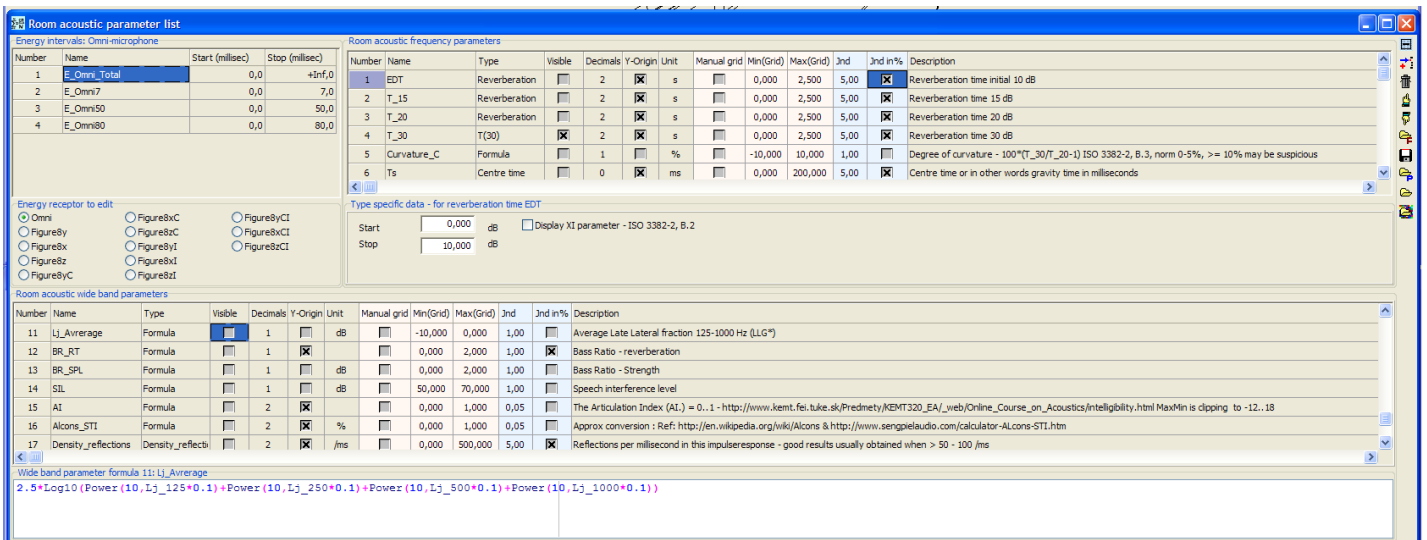 Room acoustic parameter list
Energy intervals: Omni-microphone
Number Name Start (millisec) Stop (millisec)
1 E_Omni_Total 0,0 +Inf,0
2 E_Omni7 0,0 7,0
3 E_Omni50 0,0 50,0
4 E_Omni80 0,0 80,0
Room acoustic frequency parameters
Number Name Type Visible Decimals Y-Origin Unit Manual grid Min(Grid) Max(Grid) Jnd Jnd in% Description
1 EDT Reverberation 2 s 0,000 2,500 5,00 Reverberation time initial 10 dB
2 T_15 Reverberation 2 s 0,000 2,500 5,00 Reverberation time 15 dB
3 T_20 Reverberation 2 s 0,000 2,500 5,00 Reverberation time 20 dB
4 T_30 T(30) 2 s 0,000 2,500 5,00 Reverberation time 30 dB
5 Curvature_C Formula 1 % -10,000 10,000 1,00 Degree of curvature - 100*(T_30/T_20-1) ISO 3382-2, B.3, norm 0-5%, >= 10% may be suspicious
6 Ts Centre time 0 ms 0,000 200,000 5,00 Centre time or in other words gravity time in milliseconds
Energy receptor to edit
Omni Figure8xC Figure8yCI
Figure8y Figure8zC Figure8xCI
Figure8x Figure8yI Figure8zCI
Figure8z Figure8xI
Figure8yC Figure8zI
Type specific data - for reverberation time EDT
Start 0,000 dB Display XI parameter - ISO 3382-2, B.2
Stop 10,000 dB
Room acoustic wide band parameters
Number Name Type Visible Decimals Y-Origin Unit Manual grid Min(Grid) Max(Grid) Jnd Jnd in% Description
11 Lj_Avrerage Formula 1 dB -10,000 0,000 1,00 Average Late Lateral fraction 125-1000 Hz (LLG*)
12 BR_RT Formula 1 0,000 2,000 1,00 Bass Ratio - reverberation
13 BR_SPL Formula 1 dB 0,000 2,000 1,00 Bass Ratio - Strength
14 SIL Formula 1 dB 50,000 70,000 1,00 Speech interference level
15 AI Formula 2 0,000 1,000 0,05 The Articulation Index (AI.) = 0..1 - http://www.kemt.fei.tuke.sk/Predmety/KEMT320_EA/_web/Online_Course_on_Acoustics/intelligibility.html MaxMin is clipping to -12..18
16 Alcons_STI Formula 2 % 0,000 1,000 0,05 Approx conversion : Ref: http://en.wikipedia.org/wiki/Alcons & http://www.sengpielaudio.com/calculator-ALcons-STI.htm
17 Density_reflections Density_reflecti 2 /ms 0,000 500,000 5,00 Reflections per millisecond in this impulseresponse - good results usually obtained when > 50 - 100 /ms
Wide band parameter formula 11: Lj_Avrerage
2.5*Log10(Power(10,Lj_125*0.1)+Power(10,Lj_250*0.1)+Power(10,Lj_500*0.1)+Power(10,Lj_1000*0.1))